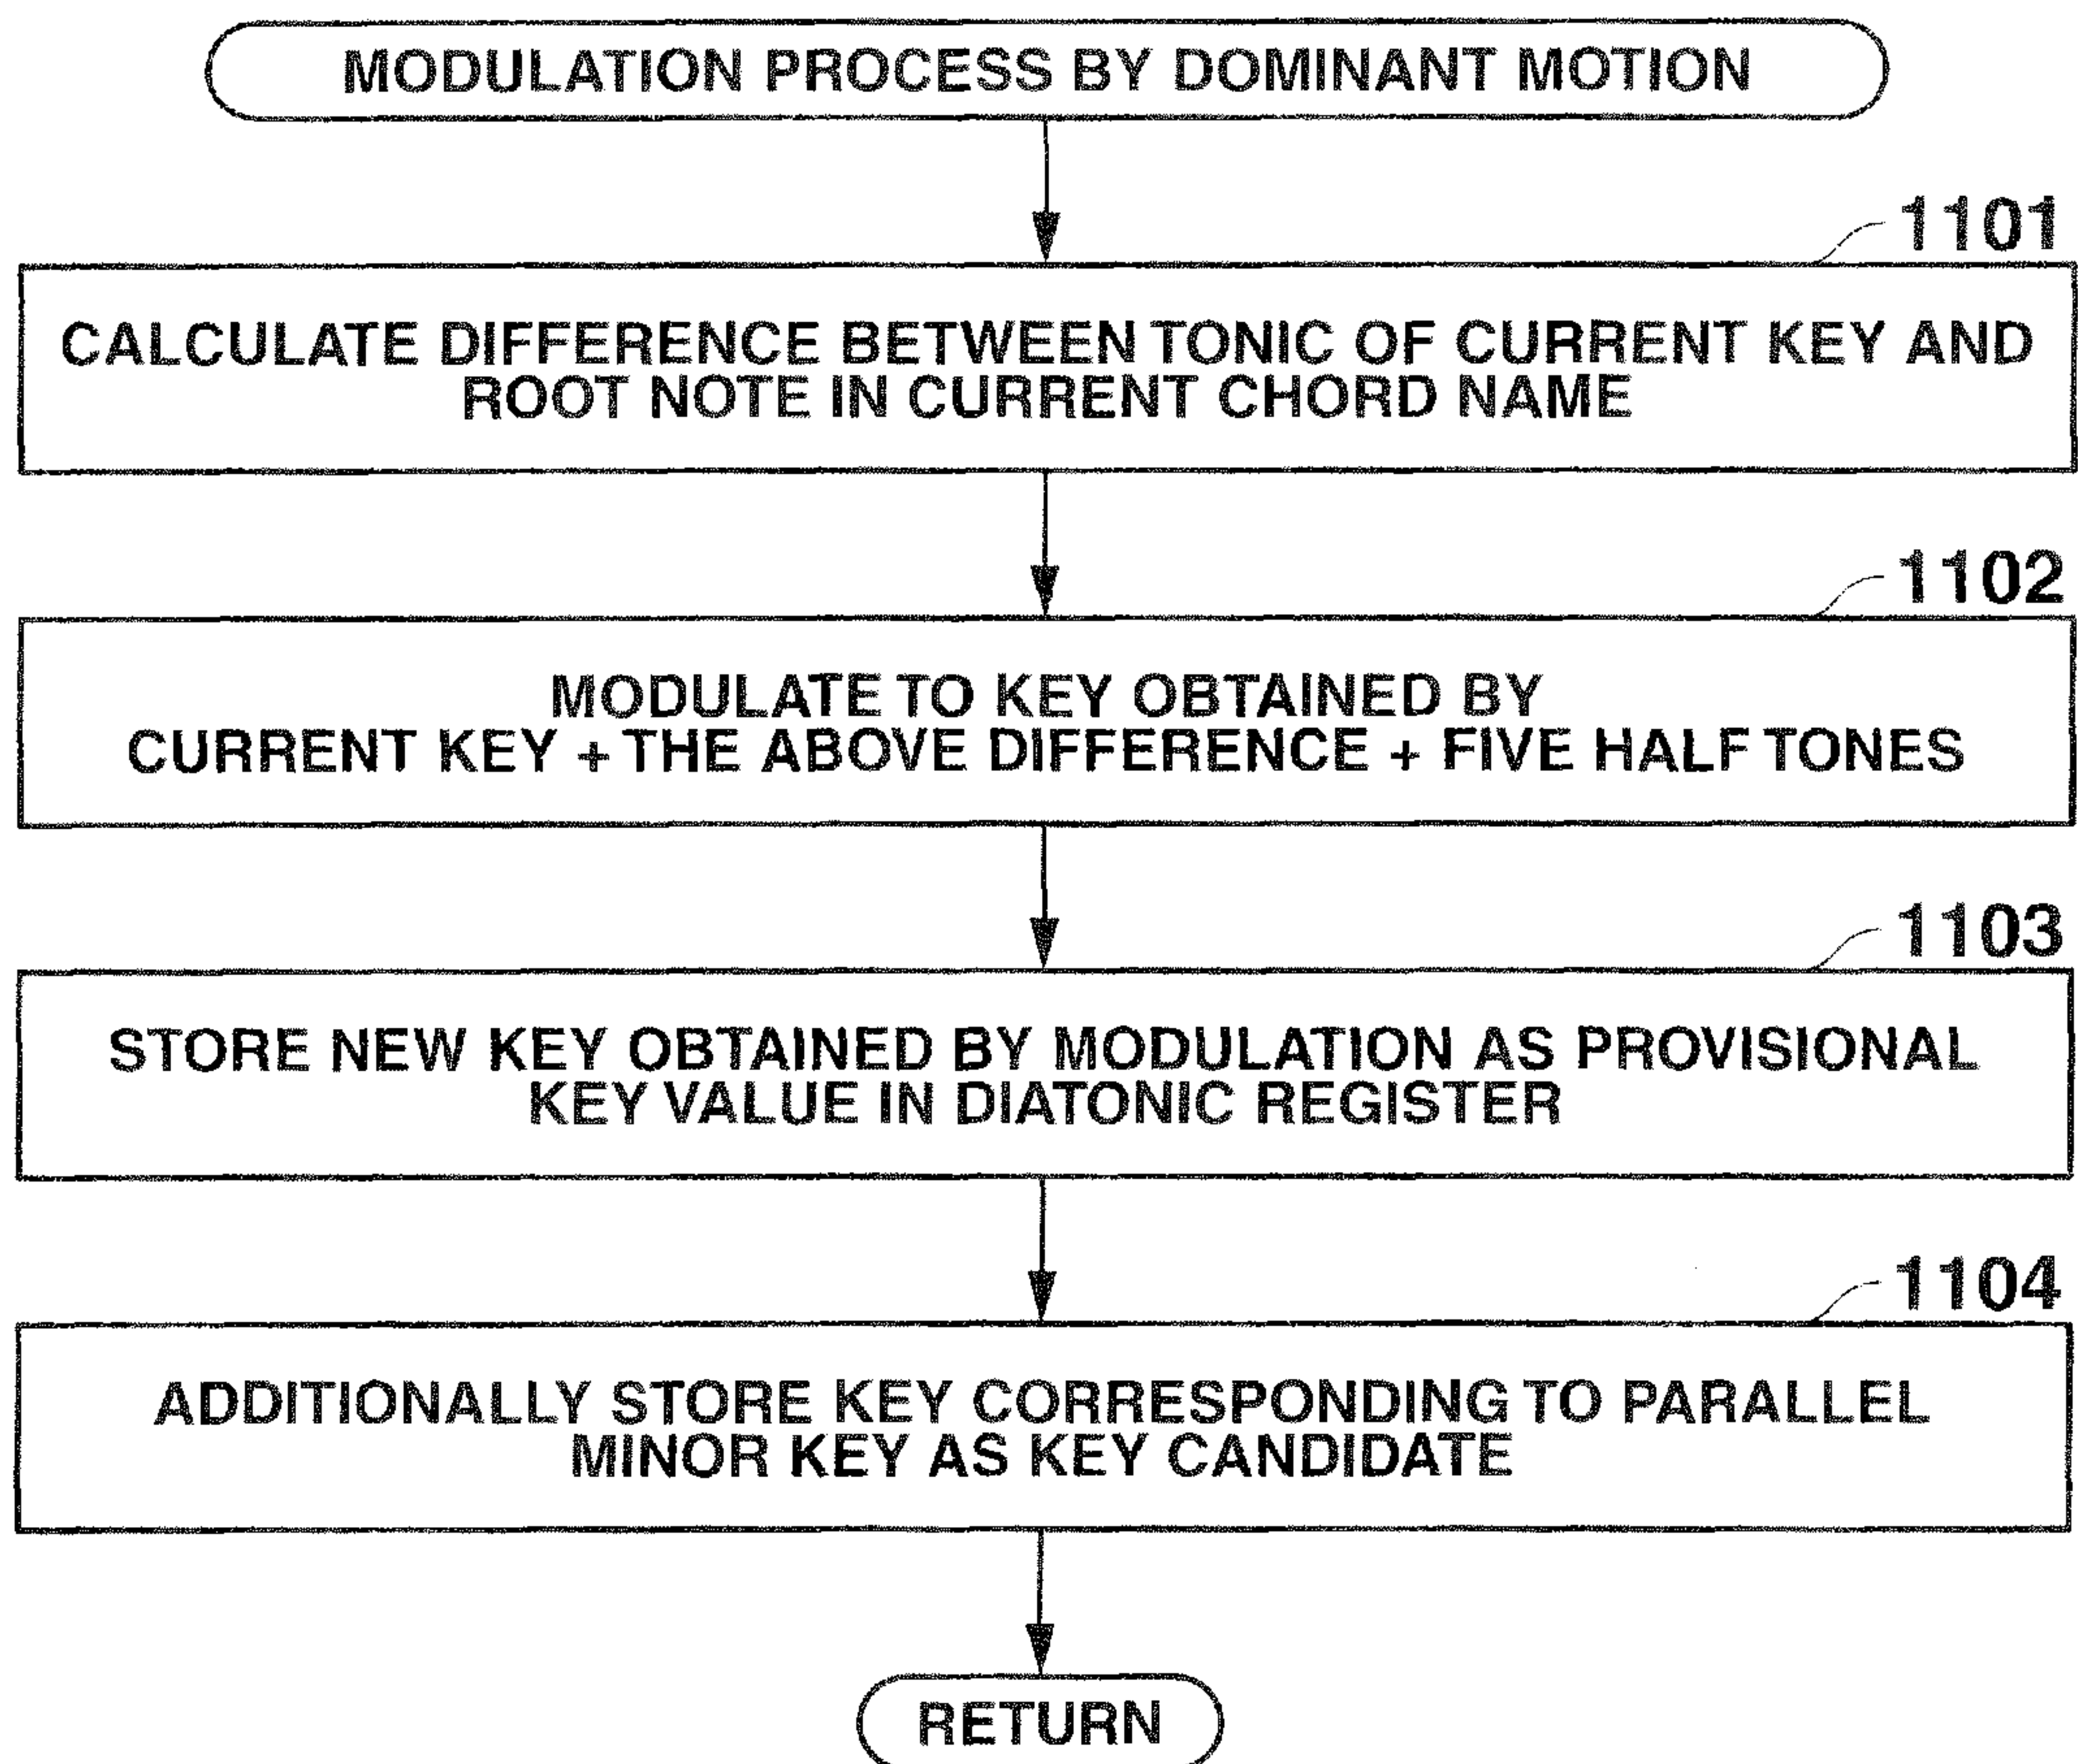 MODULATION PROCESS BY DOMINANT MOTION
1101
CALCULATE DIFFERENCE BETWEEN TONIC OF CURRENT KEY AND
ROOT NOTE IN CURRENT CHORD NAME
1102
MODULATE TO KEY OBTAINED BY
CURRENT KEY + THE ABOVE DIFFERENCE + FIVE HALF TONES
1103
STORE NEW KEY OBTAINED BY MODULATION AS PROVISIONAL
KEY VALUE IN DIATONIC REGISTER
1104
ADDITIONALLY STORE KEY CORRESPONDING TO PARALLEL
MINOR KEY AS KEY CANDIDATE
RETURN